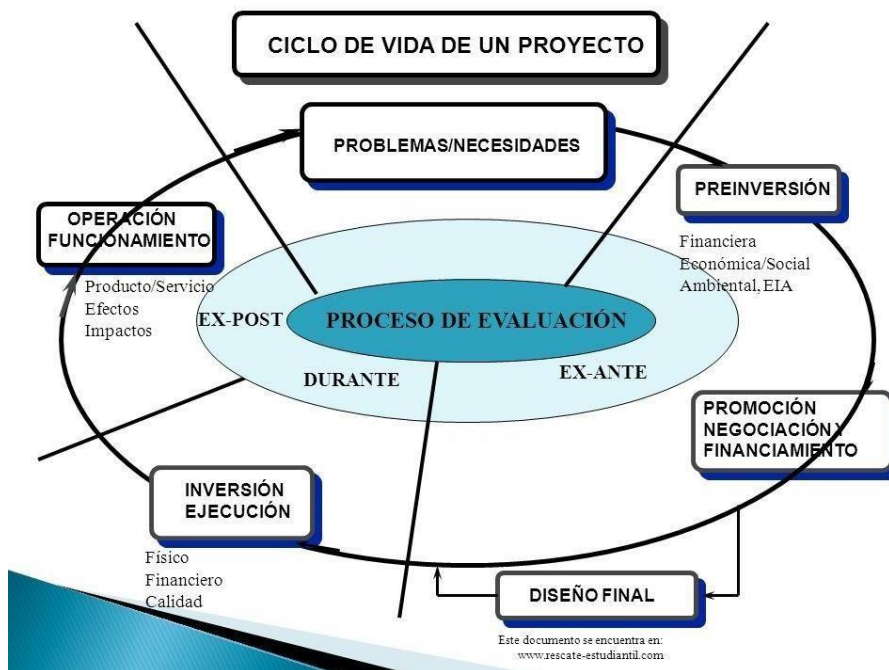 CICLO DE VIDA DE UN PROYECTO
PROBLEMAS/NECESIDADES
PREINVERSIÓN
Financiera
Económica/Social
Ambiental, EIA
OPERACIÓN
FUNCIONAMIENTO
Producto/Servicio
Efectos
Impactos
EX-POST
PROCESO DE EVALUACIÓN
DURANTE
EX-ANTE
PROMOCIÓN
NEGOCIACIÓN Y
FINANCIAMIENTO
INVERSIÓN
EJECUCIÓN
Físico
Financiero
Calidad
DISEÑO FINAL
Este documento se encuentra en:
www.rescate-estudiantil.com